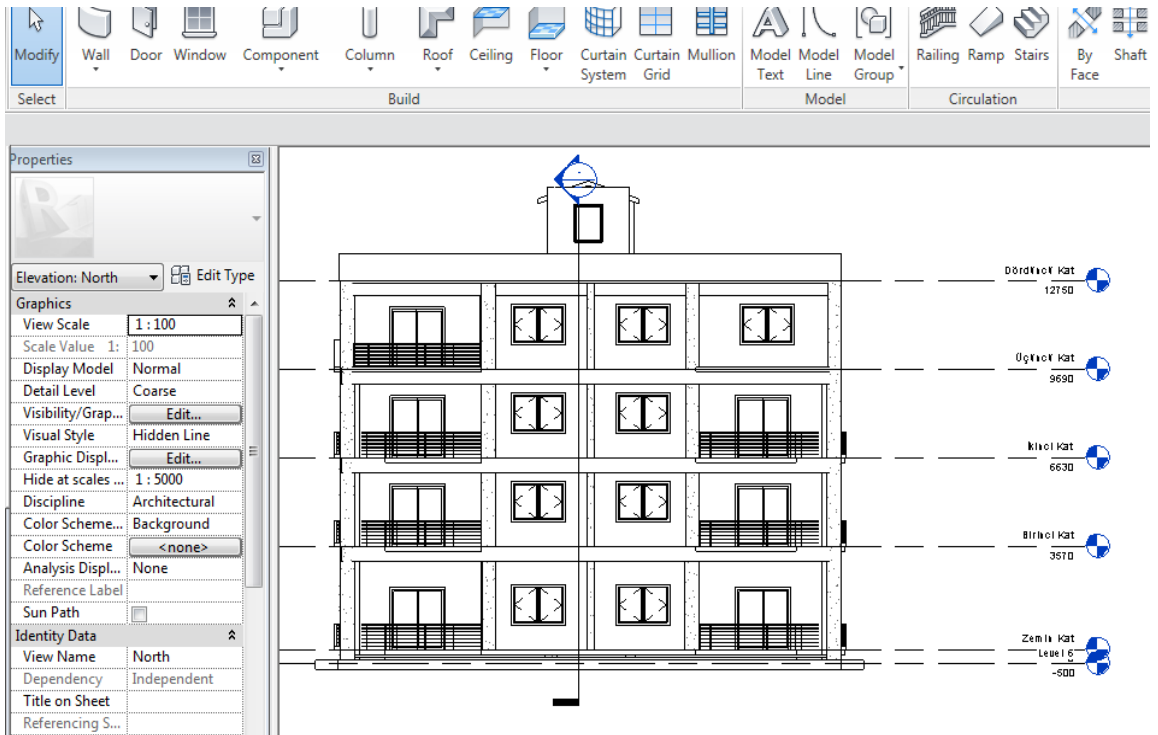 Modify Wall Door Window Component Column Roof Ceiling Floor Curtain System Curtain Grid Mullion Model Text Model Line Model Group Railing Ramp Stairs By Face Shaft
Select Build Model Circulation
Properties
Elevation: North Edit Type
Graphics
View Scale 1 : 100
Scale Value 1: 100
Display Model Normal
Detail Level Coarse
Visibility/Grap... Edit...
Visual Style Hidden Line
Graphic Displ... Edit...
Hide at scales ... 1 : 5000
Discipline Architectural
Color Scheme... Background
Color Scheme <none>
Analysis Displ... None
Reference Label
Sun Path
Identity Data
View Name North
Dependency Independent
Title on Sheet
Referencing S...
Kat
12750
Kat
9690
İkinci Kat
6630
Birinci Kat
3570
Zemin Kat
Level 6
-500